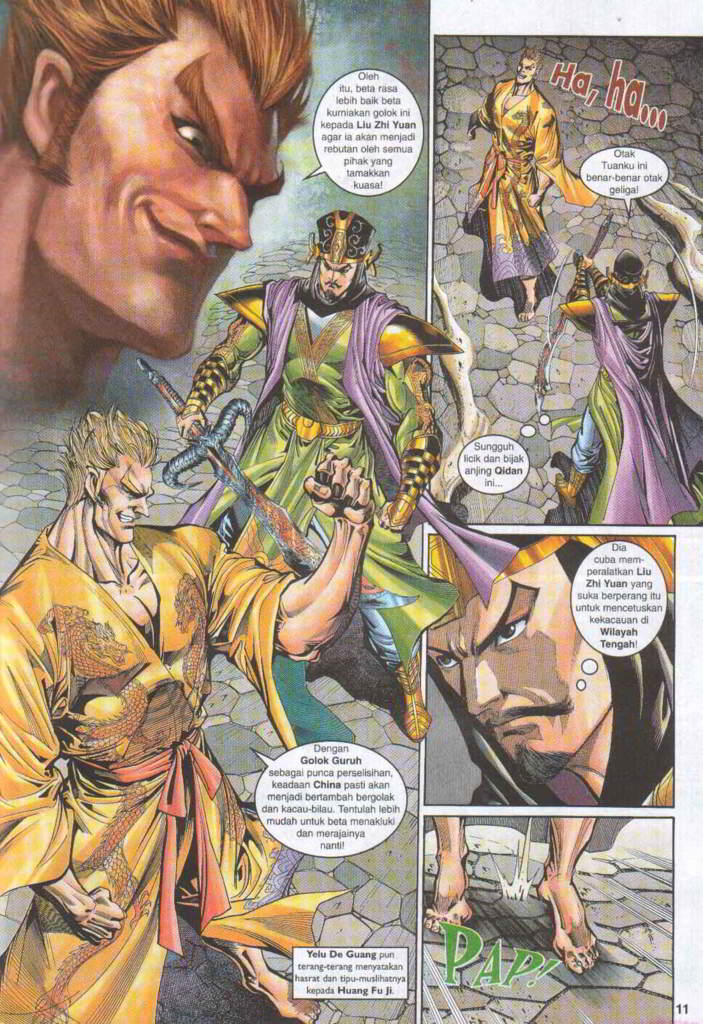 Oleh
itu, beta rasa
lebih baik beta
kurniakan golok ini
kepada Liu Zhi Yuan
agar ia akan menjadi
rebutan oleh semua
pihak yang
tamakkan
kuasa!
Dengan
Golok Guruh
sebagai punca perselisihan,
keadaan China pasti akan
menjadi bertambah bergolak
dan kacau-bilau. Tentulah lebih
mudah untuk beta menakluki
dan merajainya
nanti!
Yelu De Guang pun
terang-terang menyatakan
hasrat dan tipu-muslihatnya
kepada Huang Fu Ji.
Ha, ha...
Otak
Tuanku ini
benar-benar otak
geliga!
Sungguh
licik dan bijak
anjing Qidan
ini...
Dia
cuba mem-
peralatkan Liu
Zhi Yuan yang
suka berperang itu
untuk mencetuskan
kekacauan di
Wilayah
Tengah!
PAP!
11